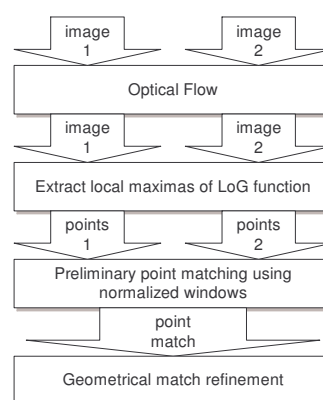 image image
1 2
Optical Flow
image image
1 2
Extract local maximas of LoG function
points points
1 2
Preliminary point matching using
normalized windows
point
match
Geometrical match refinement